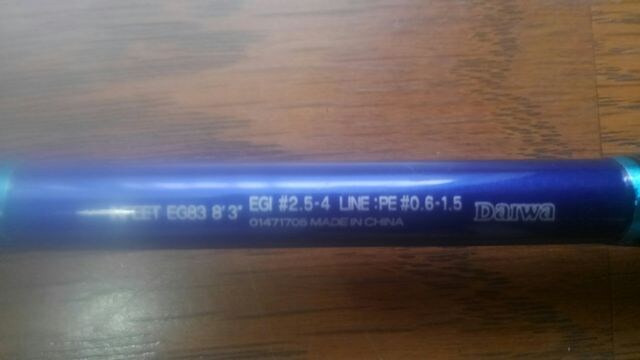 EG83 8'3" EGI #2.5-4 LINE :PE #0.6-1.5 Daiwa
01471705 MADE IN CHINA